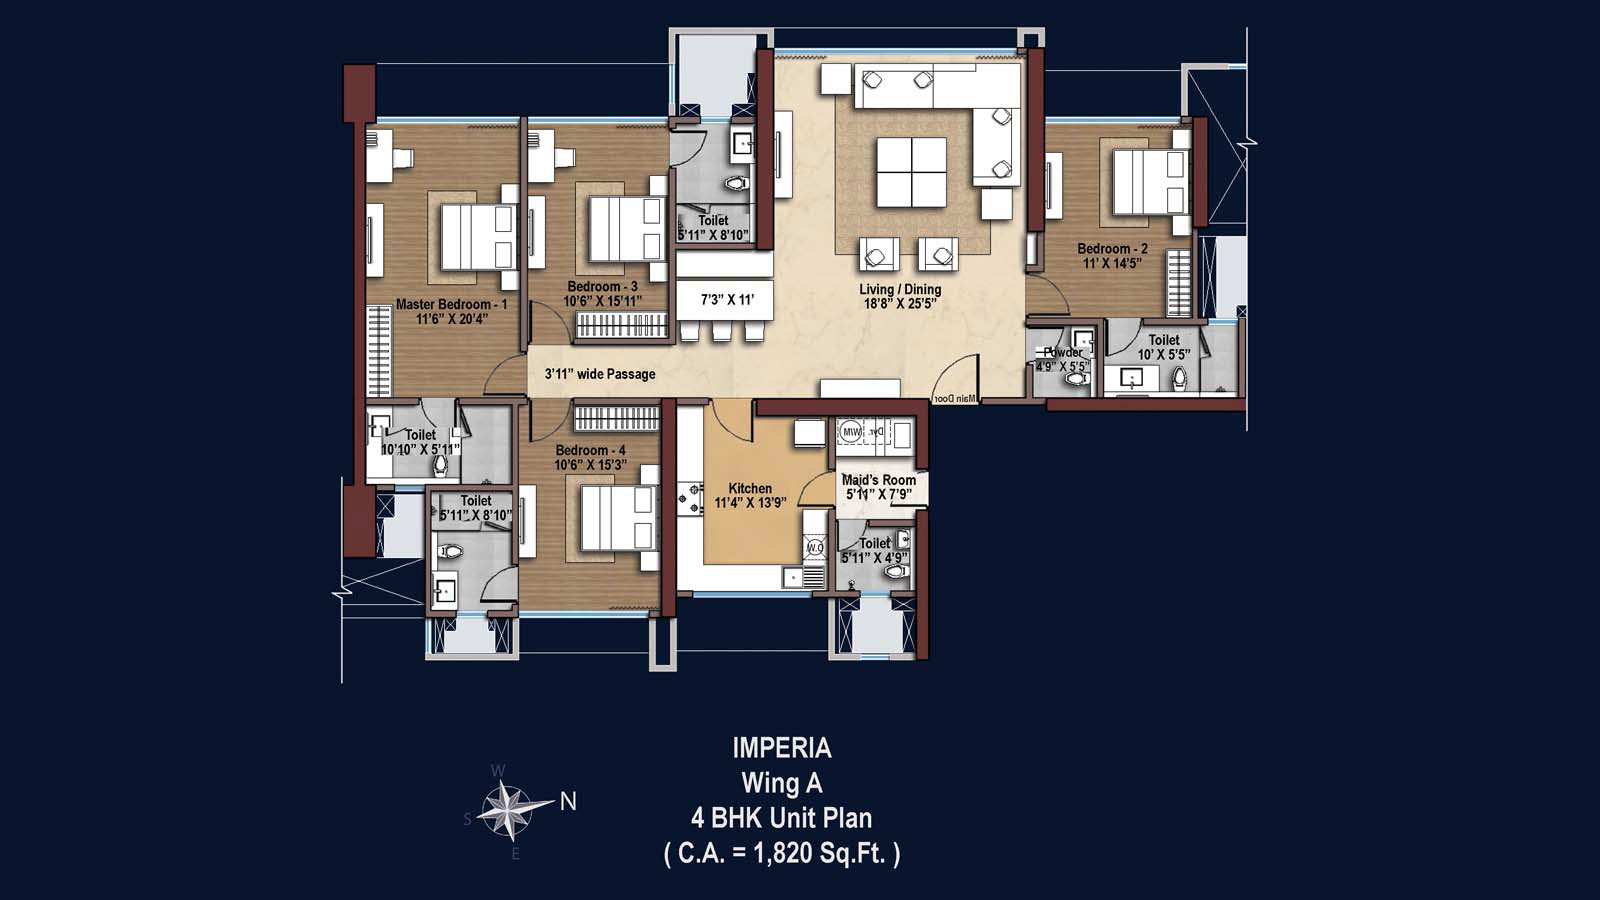 Toilet
5'11" X 8'10"
Bedroom - 2
11' X 14'5"
Master Bedroom - 1
11'6" X 20'4"
Bedroom - 3
10'6" X 15'11"
7'3" X 11'
Living / Dining
18'8" X 25'5"
Powder
4'9" X 5'5"
Toilet
10' X 5'5"
3'11" wide Passage
Main Door
Toilet
10'10" X 5'11"
Bedroom - 4
10'6" X 15'3"
WM
Dyr.
Toilet
5'11" X 8'10"
Kitchen
11'4" X 13'9"
Maid's Room
5'11" X 7'9"
D.W
Toilet
5'11" X 4'9"
IMPERIA
Wing A
4 BHK Unit Plan
( C.A. = 1,820 Sq.Ft. )
W
N
S
E